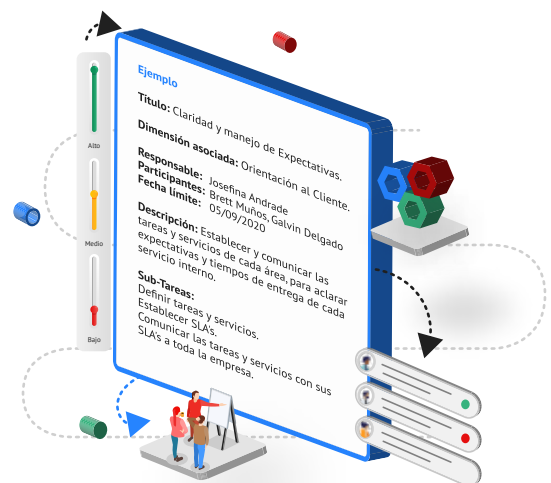 Ejemplo
Título: Claridad y manejo de Expectativas.
Dimensión asociada: Orientación al Cliente.
Responsable: Josefina Andrade
Participantes: Brett Muños, Galvin Delgado
Fecha límite: 05/09/2020
Descripción: Establecer y comunicar las
tareas y servicios de cada área, para aclarar
expectativas y tiempos de entrega de cada
servicio interno.
Sub-Tareas:
Definir tareas y servicios.
Establecer SLA's.
Comunicar las tareas y servicios con sus
SLA's a toda la empresa.
Alto
Medio
Bajo